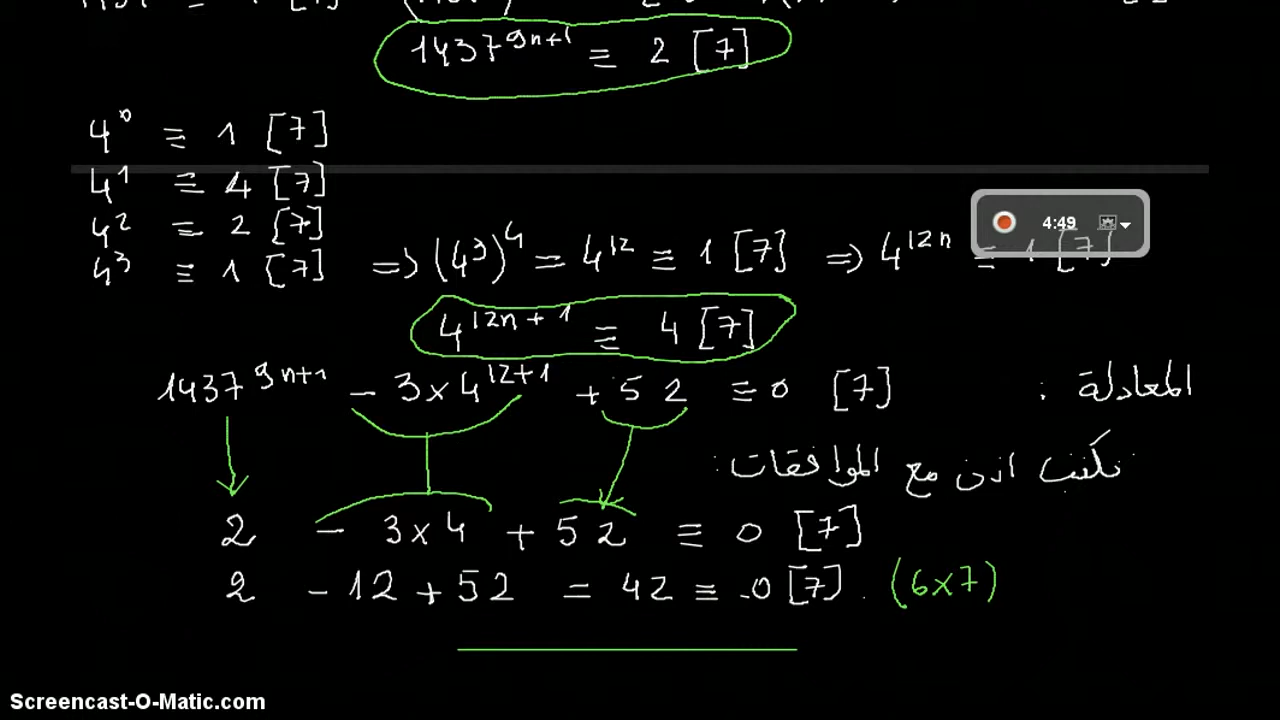 1437^{9n+1} ≡ 2 [7]
4^0 ≡ 1 [7]
4^1 ≡ 4 [7]
4^2 ≡ 2 [7]
4:49
4^3 ≡ 1 [7] => (4^3)^4 = 4^{12} ≡ 1 [7] => 4^{12n} ≡ 1 [7]
4^{12n+1} ≡ 4 [7]
1437^{9n+1} - 3×4^{12+1} + 52 ≡ 0 [7] المعادلة :
نكتب اذن مع الموافقات :
2 - 3×4 + 52 ≡ 0 [7]
2 - 12 + 52 = 42 ≡ 0 [7] . (6×7)
Screencast-O-Matic.com